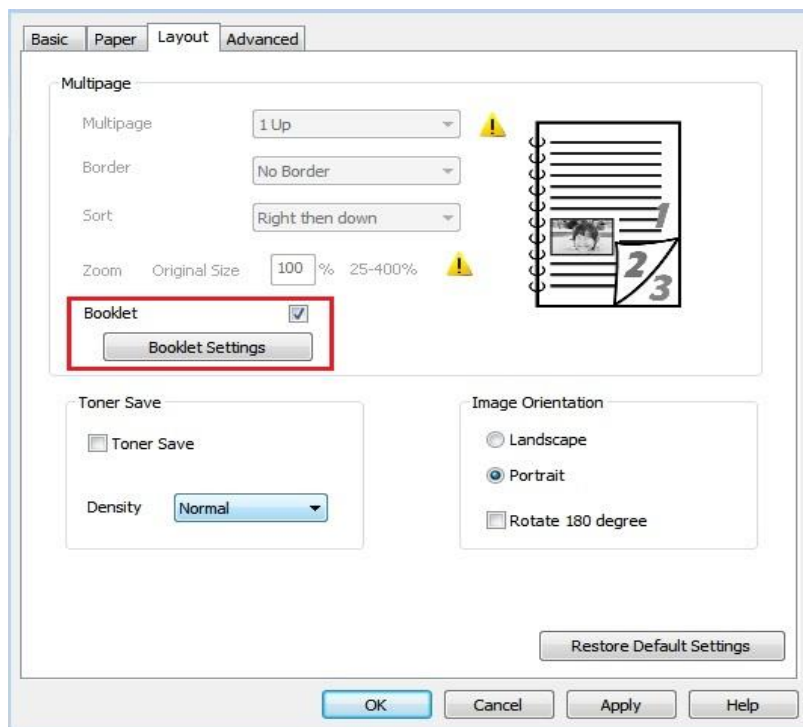 Basic Paper Layout Advanced
Multipage
Multipage 1 Up
Border No Border
Sort Right then down
Zoom Original Size 100 % 25-400%
Booklet
Booklet Settings
1
2
3
Toner Save
Toner Save
Density Normal
Image Orientation
Landscape
Portrait
Rotate 180 degree
Restore Default Settings
OK Cancel Apply Help